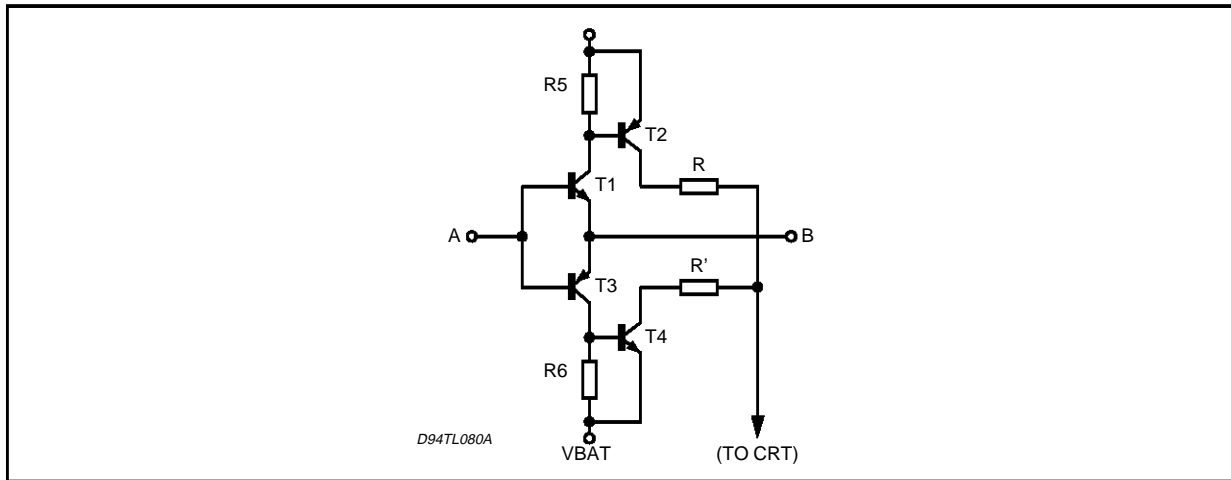 R5
T2
R
T1
A
B
R’
T3
T4
R6
D94TL080A
VBAT
(TO CRT)